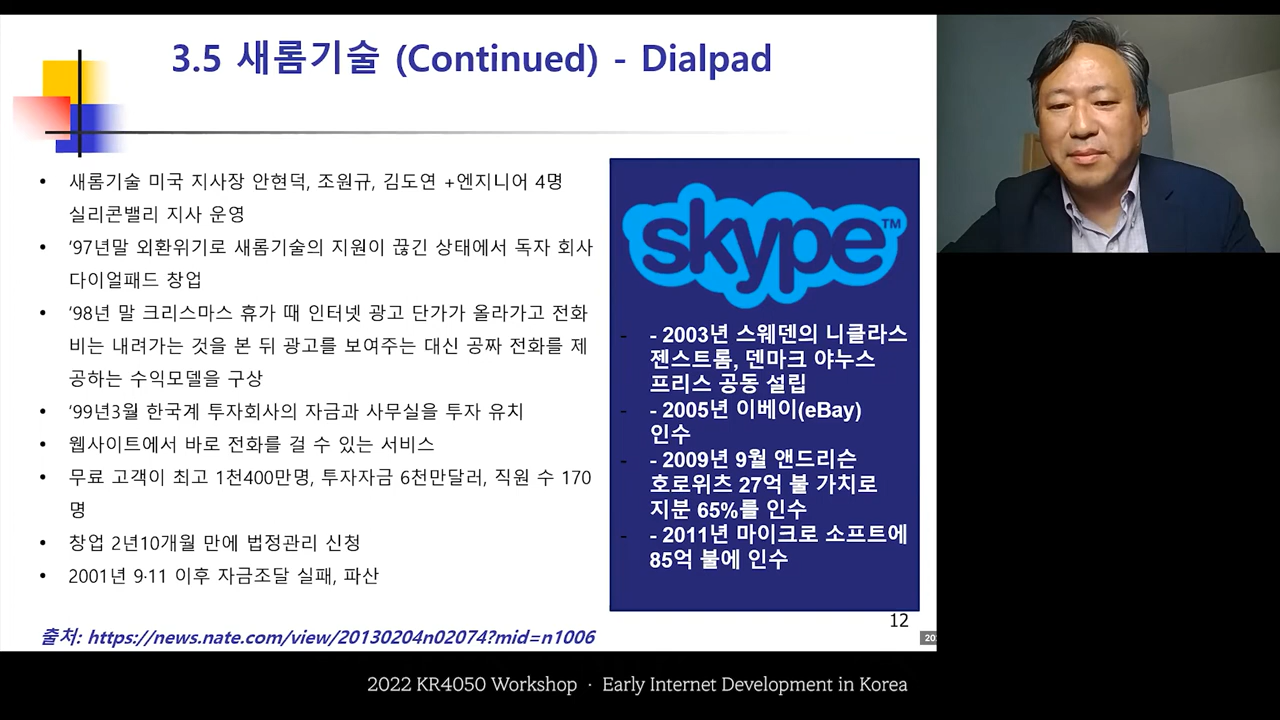 3.5 새롬기술 (Continued) - Dialpad
• 새롬기술 미국 지사장 안현덕, 조원규, 김도연 +엔지니어 4명
실리콘밸리 지사 운영
• ‘97년말 외환위기로 새롬기술의 지원이 끊긴 상태에서 독자 회사
다이얼패드 창업
• ‘98년 말 크리스마스 휴가 때 인터넷 광고 단가가 올라가고 전화
비는 내려가는 것을 본 뒤 광고를 보여주는 대신 공짜 전화를 제
공하는 수익모델을 구상
• ‘99년3월 한국계 투자회사의 자금과 사무실을 투자 유치
• 웹사이트에서 바로 전화를 걸 수 있는 서비스
• 무료 고객이 최고 1천400만명, 투자자금 6천만달러, 직원 수 170
명
• 창업 2년10개월 만에 법정관리 신청
• 2001년 9·11 이후 자금조달 실패, 파산
skype™
- - 2003년 스웨덴의 니클라스
젠스트롬, 덴마크 야누스
프리스 공동 설립
- - 2005년 이베이(eBay)
인수
- - 2009년 9월 앤드리슨
호로위츠 27억 불 가치로
지분 65%를 인수
- - 2011년 마이크로 소프트에
85억 불에 인수
12
출처: https://news.nate.com/view/20130204n02074?mid=n1006
2022 KR4050 Workshop · Early Internet Development in Korea